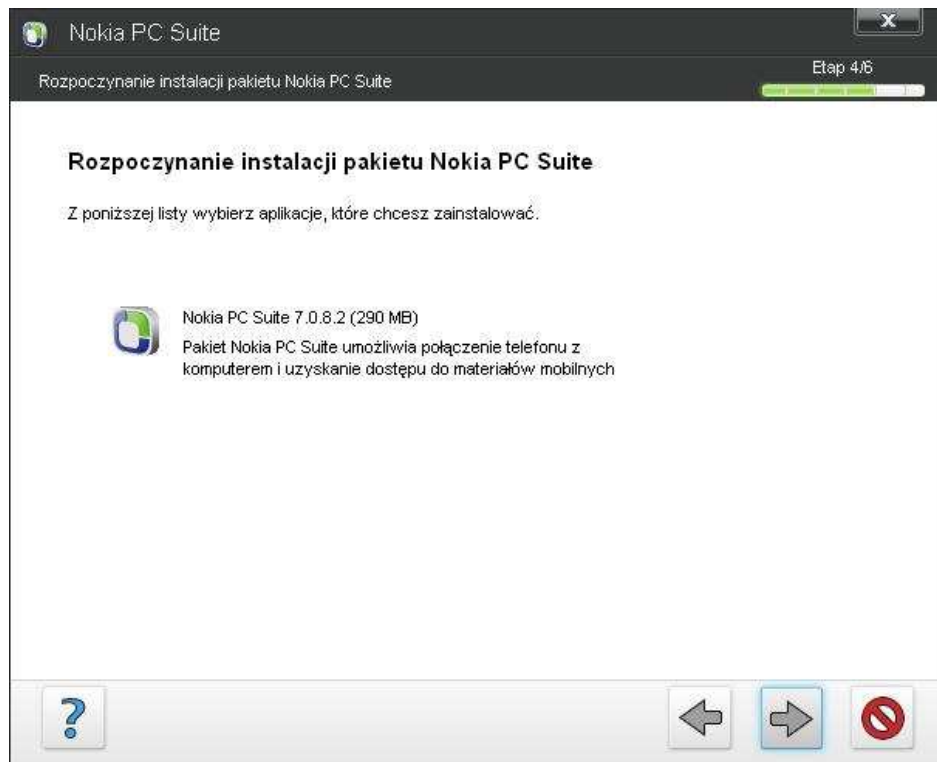 Nokia PC Suite
x
Rozpoczynanie instalacji pakietu Nokia PC Suite
Etap 4/6
Rozpoczynanie instalacji pakietu Nokia PC Suite
Z poniższej listy wybierz aplikacje, które chcesz zainstalować.
Nokia PC Suite 7.0.8.2 (290 MB)
Pakiet Nokia PC Suite umożliwia połączenie telefonu z
komputerem i uzyskanie dostępu do materiałów mobilnych
?